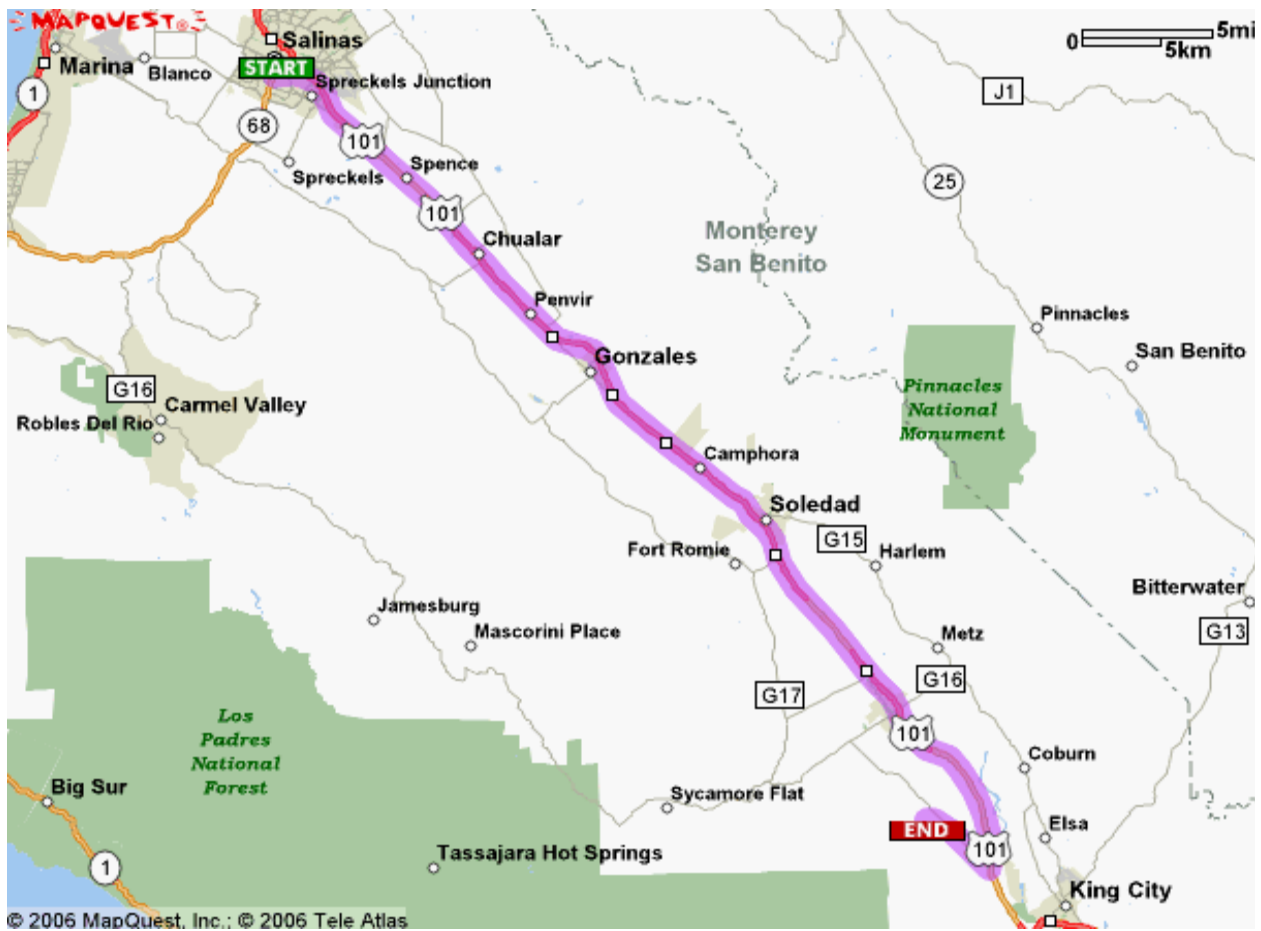 MAPQUEST
Salinas
5mi
0
5km
Marina
Blanco
START
Spreckels Junction
1
J1
68
101
Spence
Spreckels
25
101
Chualar
Monterey
San Benito
Penvir
Pinnacles
Gonzales
San Benito
G16
Carmel Valley
Pinnacles
National
Monument
Robles Del Rio
Camphora
Soledad
G15
Fort Romie
Harlem
Bitterwater
Jamesburg
Mascorini Place
G13
Metz
G17
G16
Los
Padres
National
Forest
101
Coburn
Big Sur
Sycamore Flat
Elsa
END
101
Tassajara Hot Springs
1
King City
© 2006 MapQuest, Inc.; © 2006 Tele Atlas